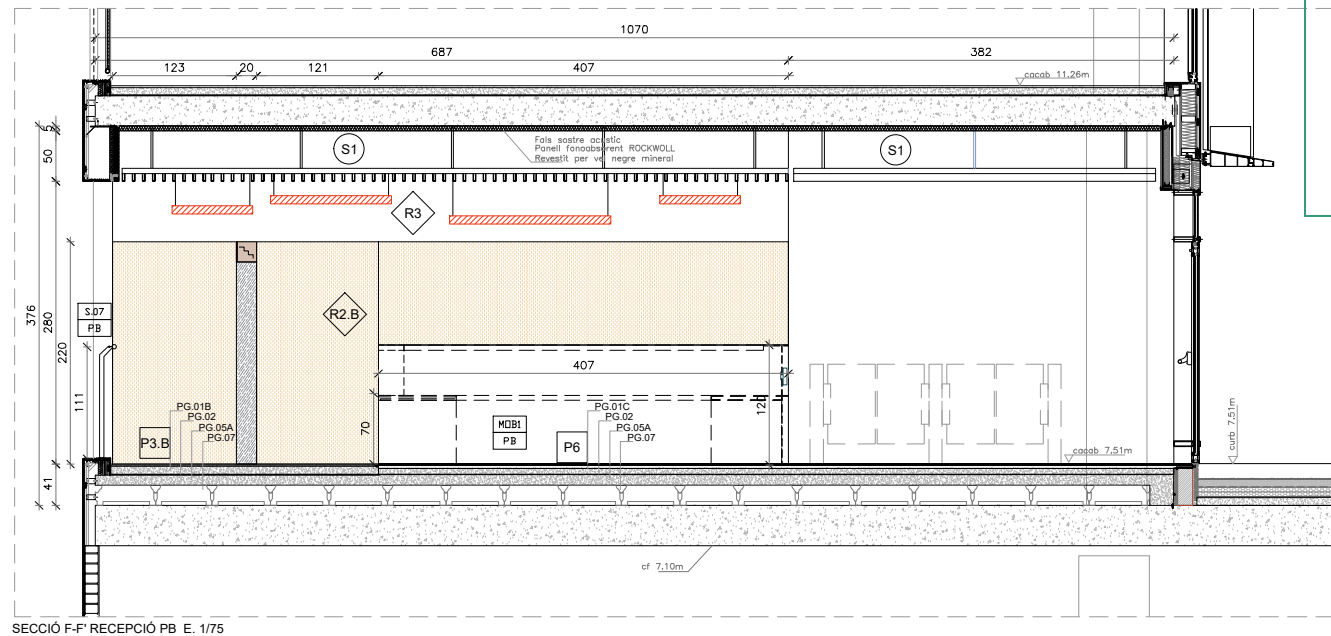 1070
687
382
123
20
121
407
cacab 11.26m
5
50
Fals sostre acústic
Panell fonoabsorent ROCKWOLL
Revestit per vel negre mineral
S1
S1
R3
376
280
220
S.07
PB
R2.B
111
407
PG.01B
PG.02
PG.05A
PG.07
P3.B
70
MOB1
PB
P6
PG.01C
PG.02
PG.05A
PG.07
cacab 7.51m
curb 7.51m
41
cf 7.10m
SECCIÓ F-F' RECEPCIÓ PB E. 1/75